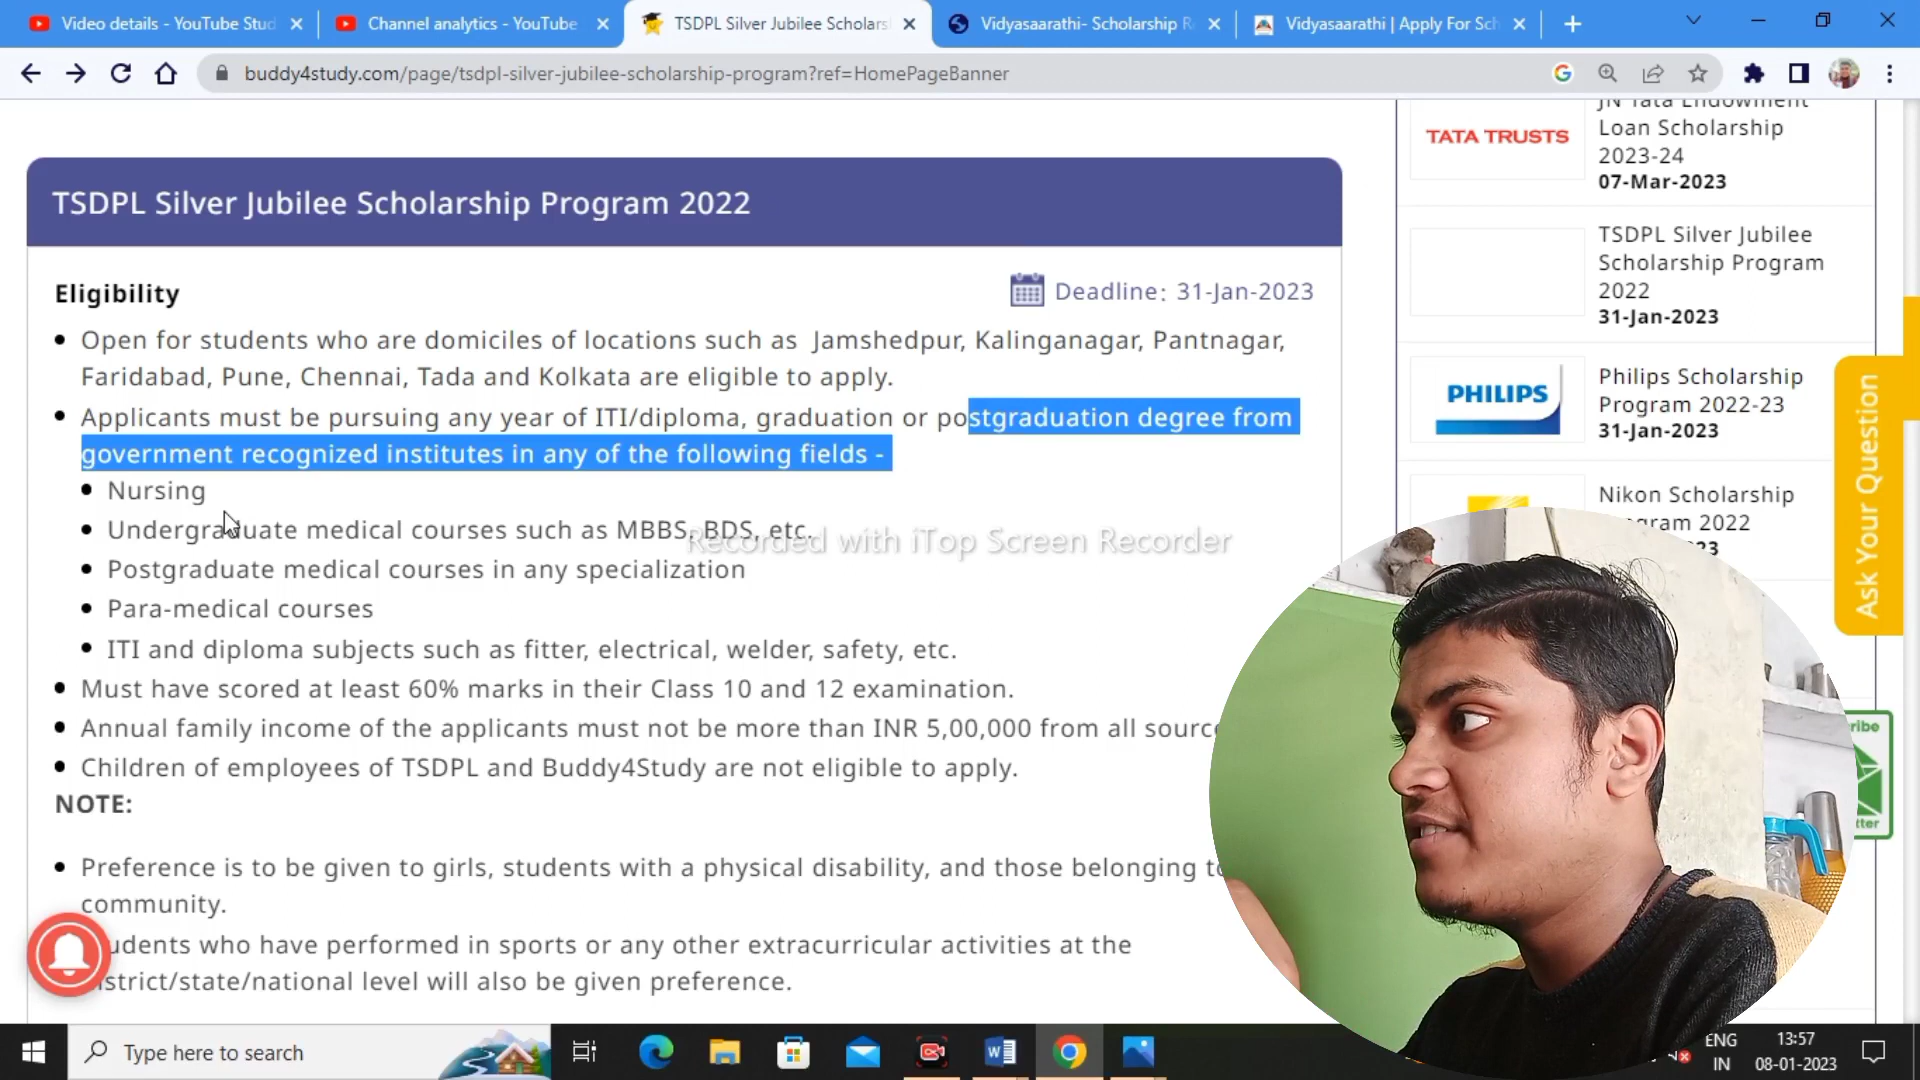 Video details - YouTube Stud
Channel analytics - YouTube
TSDPL Silver Jubilee Scholars
Vidyasaarathi- Scholarship R
Vidyasaarathi | Apply For Sch
buddy4study.com/page/tsdpl-silver-jubilee-scholarship-program?ref=HomePageBanner
TSDPL Silver Jubilee Scholarship Program 2022
Eligibility
Deadline: 31-Jan-2023
Open for students who are domiciles of locations such as Jamshedpur, Kalinganagar, Pantnagar,
Faridabad, Pune, Chennai, Tada and Kolkata are eligible to apply.
Applicants must be pursuing any year of ITI/diploma, graduation or postgraduation degree from
government recognized institutes in any of the following fields -
Nursing
Undergraduate medical courses such as MBBS, BDS, etc.
Postgraduate medical courses in any specialization
Para-medical courses
ITI and diploma subjects such as fitter, electrical, welder, safety, etc.
Must have scored at least 60% marks in their Class 10 and 12 examination.
Annual family income of the applicants must not be more than INR 5,00,000 from all sourc
Children of employees of TSDPL and Buddy4Study are not eligible to apply.
NOTE:
Preference is to be given to girls, students with a physical disability, and those belonging to
community.
udents who have performed in sports or any other extracurricular activities at the
istrict/state/national level will also be given preference.
Recorded with iTop Screen Recorder
TATA TRUSTS
JN Tata Endowment
Loan Scholarship
2023-24
07-Mar-2023
TSDPL Silver Jubilee
Scholarship Program
2022
31-Jan-2023
PHILIPS
Philips Scholarship
Program 2022-23
31-Jan-2023
Nikon Scholarship
gram 2022
23
Ask Your Question
ribe
tter
Type here to search
ENG
IN
13:57
08-01-2023